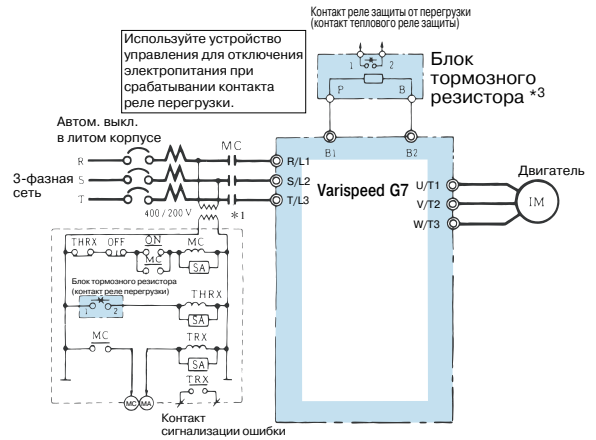 Контакт реле защиты от перегрузки
(контакт теплового реле защиты)
Используйте устройство
управления для отключения
электропитания при
срабатывании контакта
реле перегрузки.
1 2
P B
Блок
тормозного
резистора *3
Автом. выкл.
в литом корпусе
MC
B1 B2
3-фазная
сеть
R
S
T
R/L1
S/L2
T/L3
Varispeed G7
U/T1
V/T2
W/T3
Двигатель
IM
400/200 V
*1
THRX OFF ON MC
MC
SA
Блок тормозного резистора
(контакт реле перегрузки)
1 2
THRX
SA
MC
TRX
SA
TRX
MC MA
Контакт
сигнализации ошибки